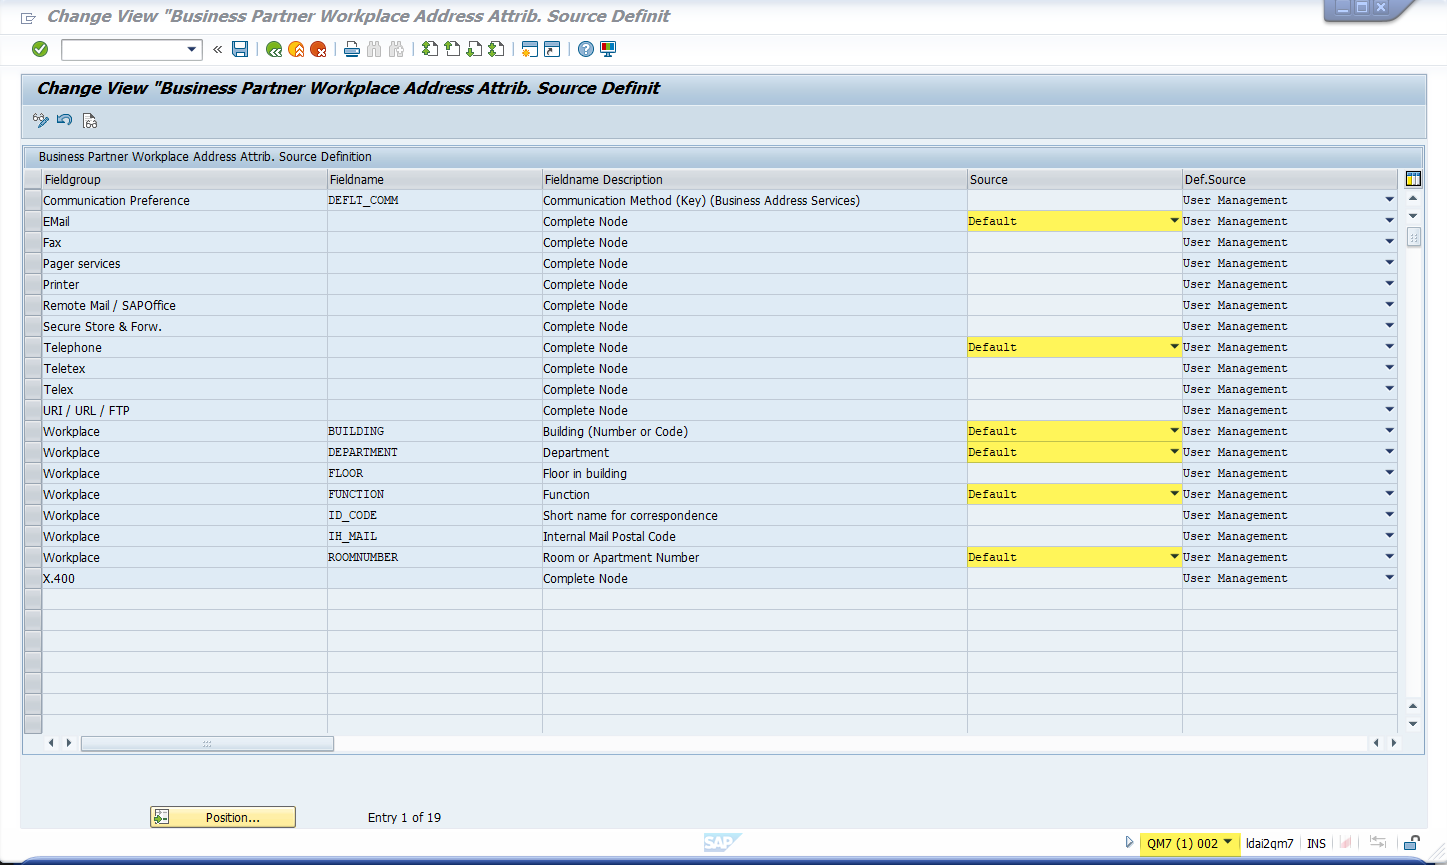 Change View "Business Partner Workplace Address Attrib. Source Definit
Change View "Business Partner Workplace Address Attrib. Source Definit
Business Partner Workplace Address Attrib. Source Definition
Fieldgroup Fieldname Fieldname Description Source Def.Source
Communication Preference DEFLT_COMM Communication Method (Key) (Business Address Services) User Management
EMail Complete Node Default User Management
Fax Complete Node User Management
Pager services Complete Node User Management
Printer Complete Node User Management
Remote Mail / SAPOffice Complete Node User Management
Secure Store & Forw. Complete Node User Management
Telephone Complete Node Default User Management
Teletex Complete Node User Management
Telex Complete Node User Management
URI / URL / FTP Complete Node User Management
Workplace BUILDING Building (Number or Code) Default User Management
Workplace DEPARTMENT Department Default User Management
Workplace FLOOR Floor in building User Management
Workplace FUNCTION Function Default User Management
Workplace ID_CODE Short name for correspondence User Management
Workplace IH_MAIL Internal Mail Postal Code User Management
Workplace ROOMNUMBER Room or Apartment Number Default User Management
X.400 Complete Node User Management
Position... Entry 1 of 19
SAP QM7 (1) 002 ldai2qm7 INS